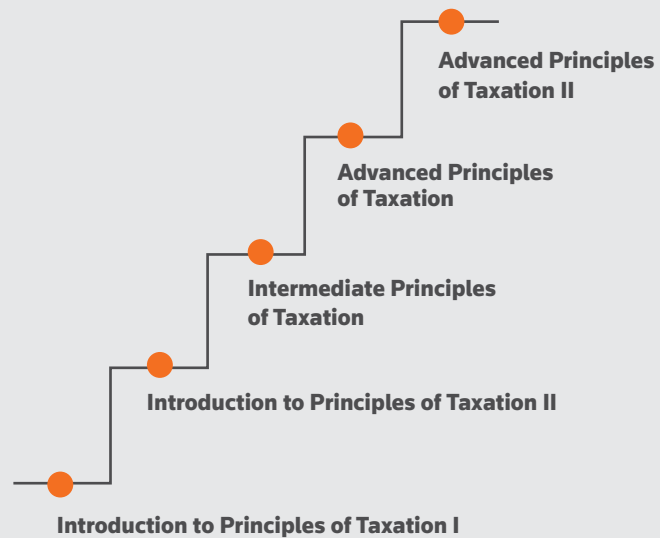 Advanced Principles
of Taxation II
Advanced Principles
of Taxation
Intermediate Principles
of Taxation
Introduction to Principles of Taxation II
Introduction to Principles of Taxation I